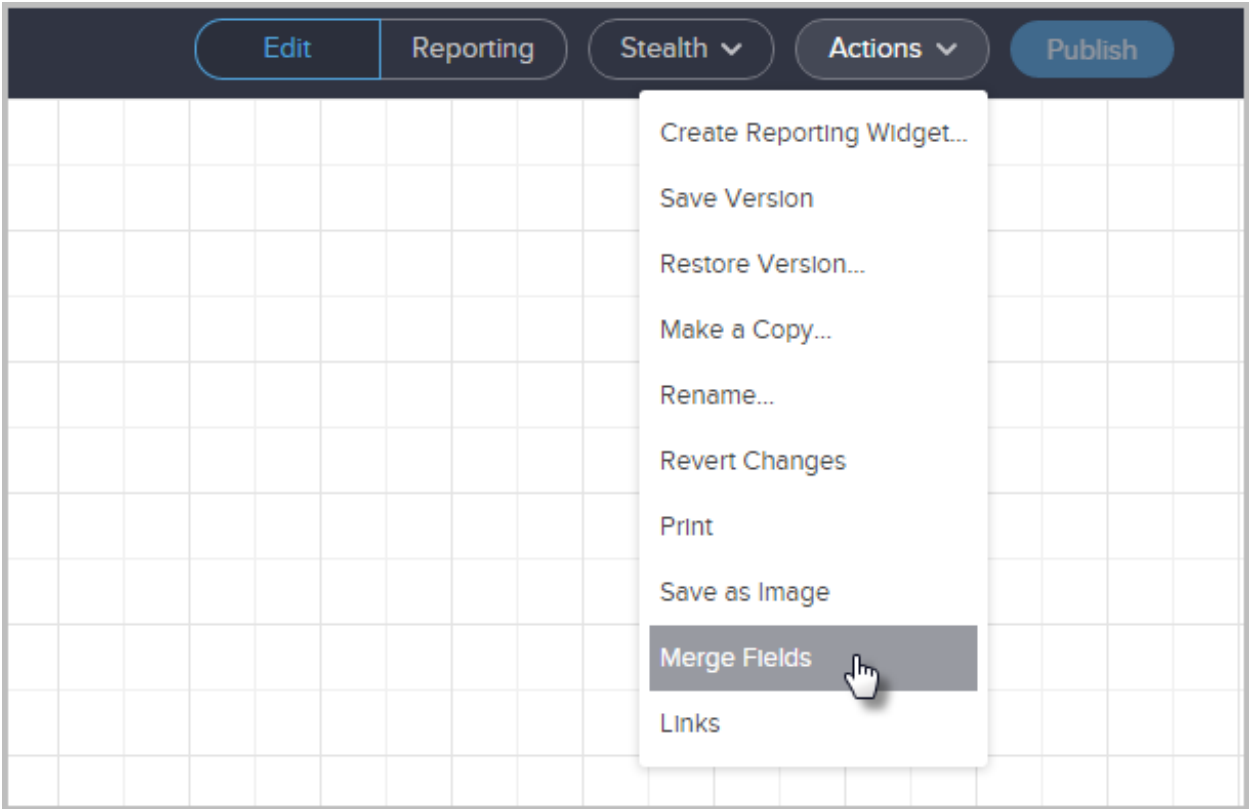 Edit Reporting Stealth Actions Publish
Create Reporting Widget...
Save Version
Restore Version...
Make a Copy...
Rename...
Revert Changes
Print
Save as Image
Merge Fields
Links